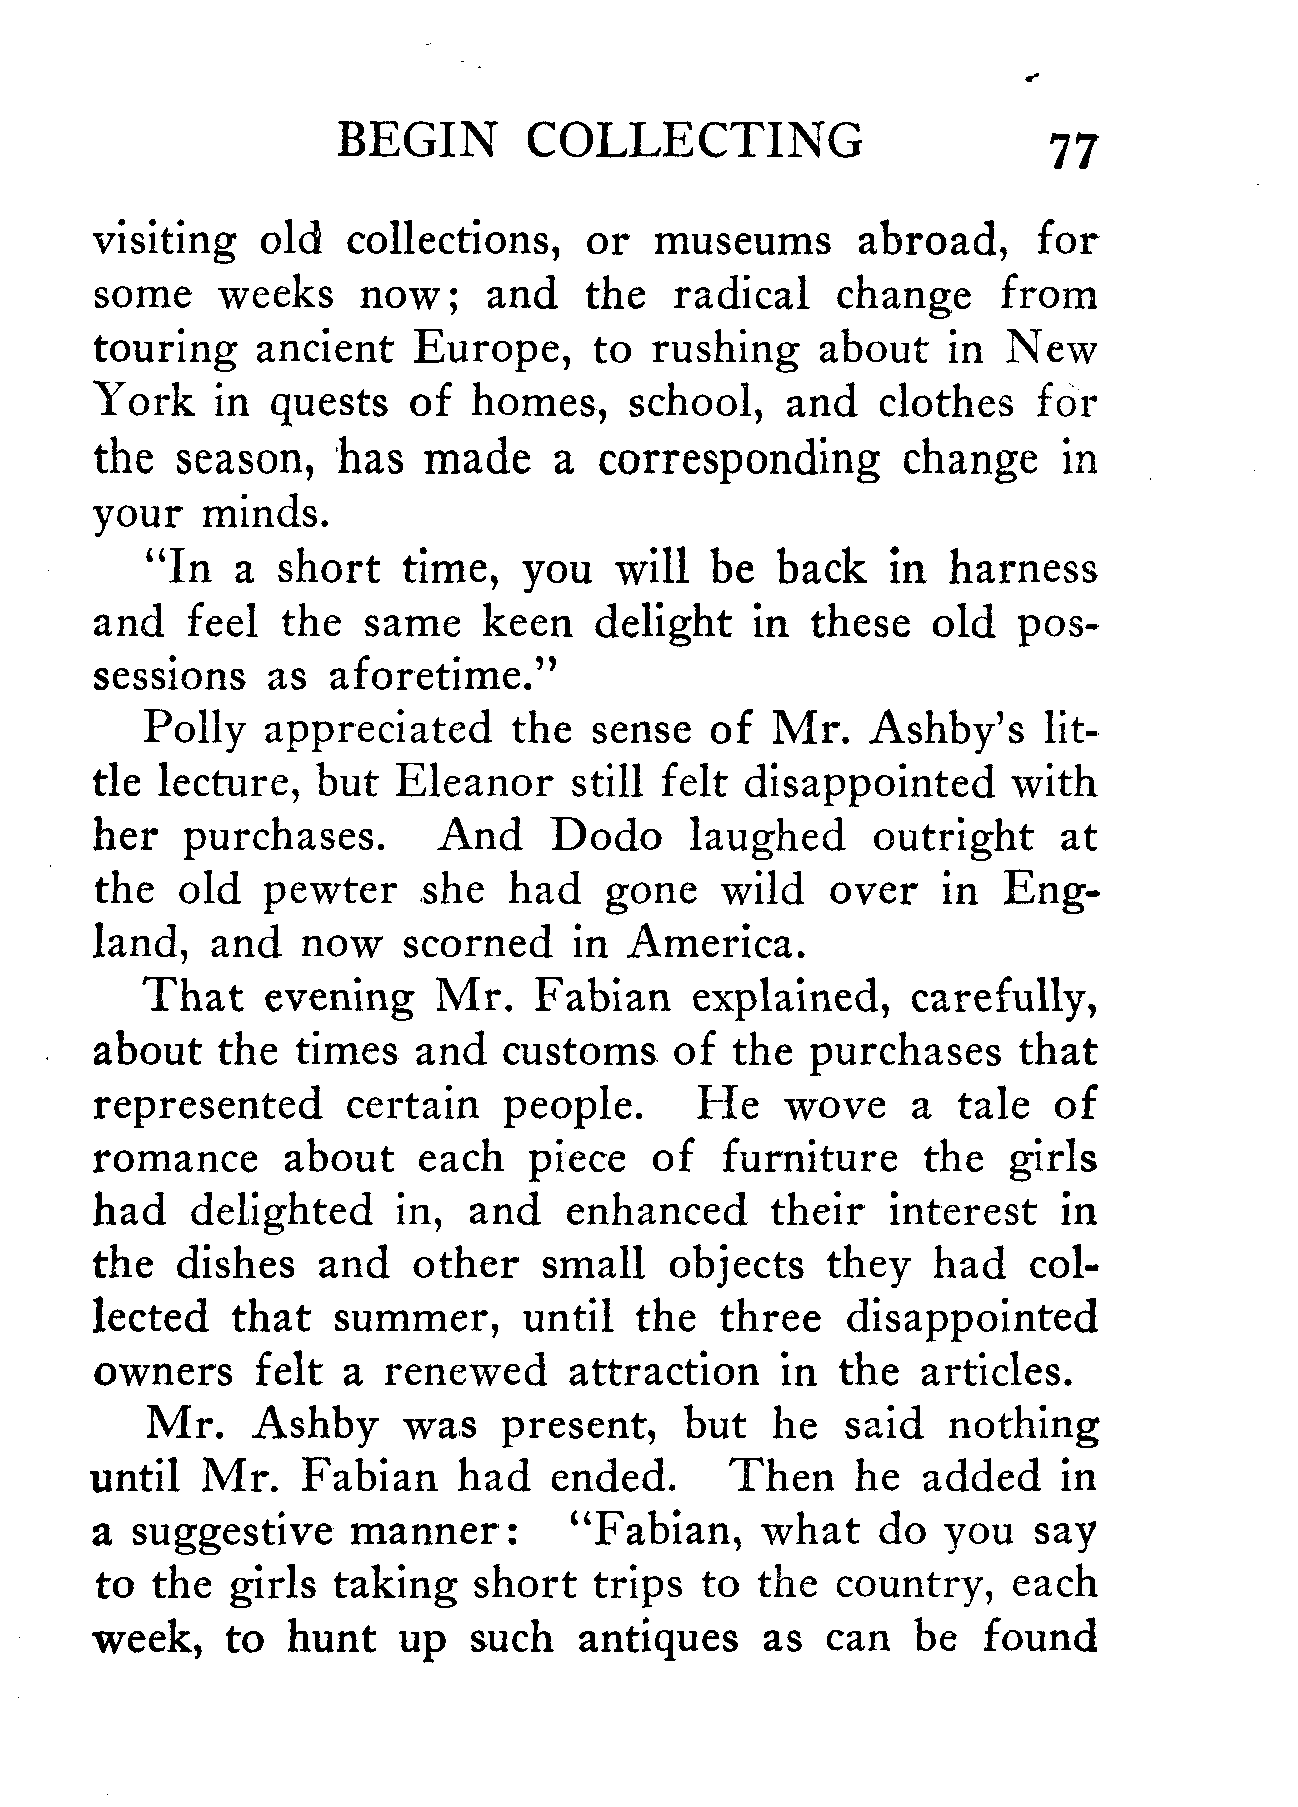 BEGIN COLLECTING 77
visiting old collections, or museums abroad, for
some weeks now; and the radical change from
touring ancient Europe, to rushing about in New
York in quests of homes, school, and clothes for
the season, has made a corresponding change in
your minds.
"In a short time, you will be back in harness
and feel the same keen delight in these old pos-
sessions as aforetime."
Polly appreciated the sense of Mr. Ashby's lit-
tle lecture, but Eleanor still felt disappointed with
her purchases. And Dodo laughed outright at
the old pewter she had gone wild over in Eng-
land, and now scorned in America.
That evening Mr. Fabian explained, carefully,
about the times and customs of the purchases that
represented certain people. He wove a tale of
romance about each piece of furniture the girls
had delighted in, and enhanced their interest in
the dishes and other small objects they had col-
lected that summer, until the three disappointed
owners felt a renewed attraction in the articles.
Mr. Ashby was present, but he said nothing
until Mr. Fabian had ended. Then he added in
a suggestive manner: "Fabian, what do you say
to the girls taking short trips to the country, each
week, to hunt up such antiques as can be found